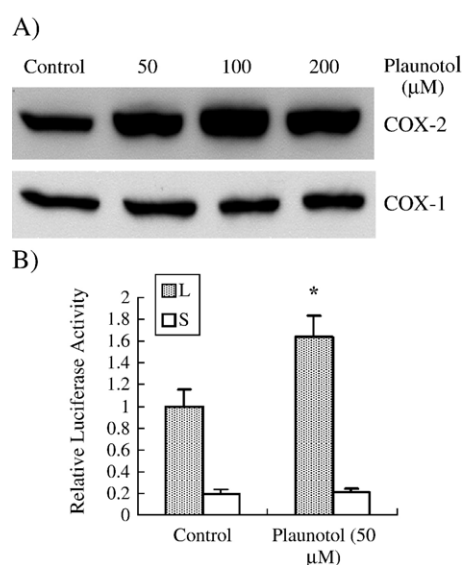 A)
Control 50 100 200 Plaunotol
(μM)
COX-2
COX-1
B)
L
S
Relative Luciferase Activity
2
1.8
1.6
1.4
1.2
1
0.8
0.6
0.4
0.2
0
*
Control Plaunotol (50
μM)